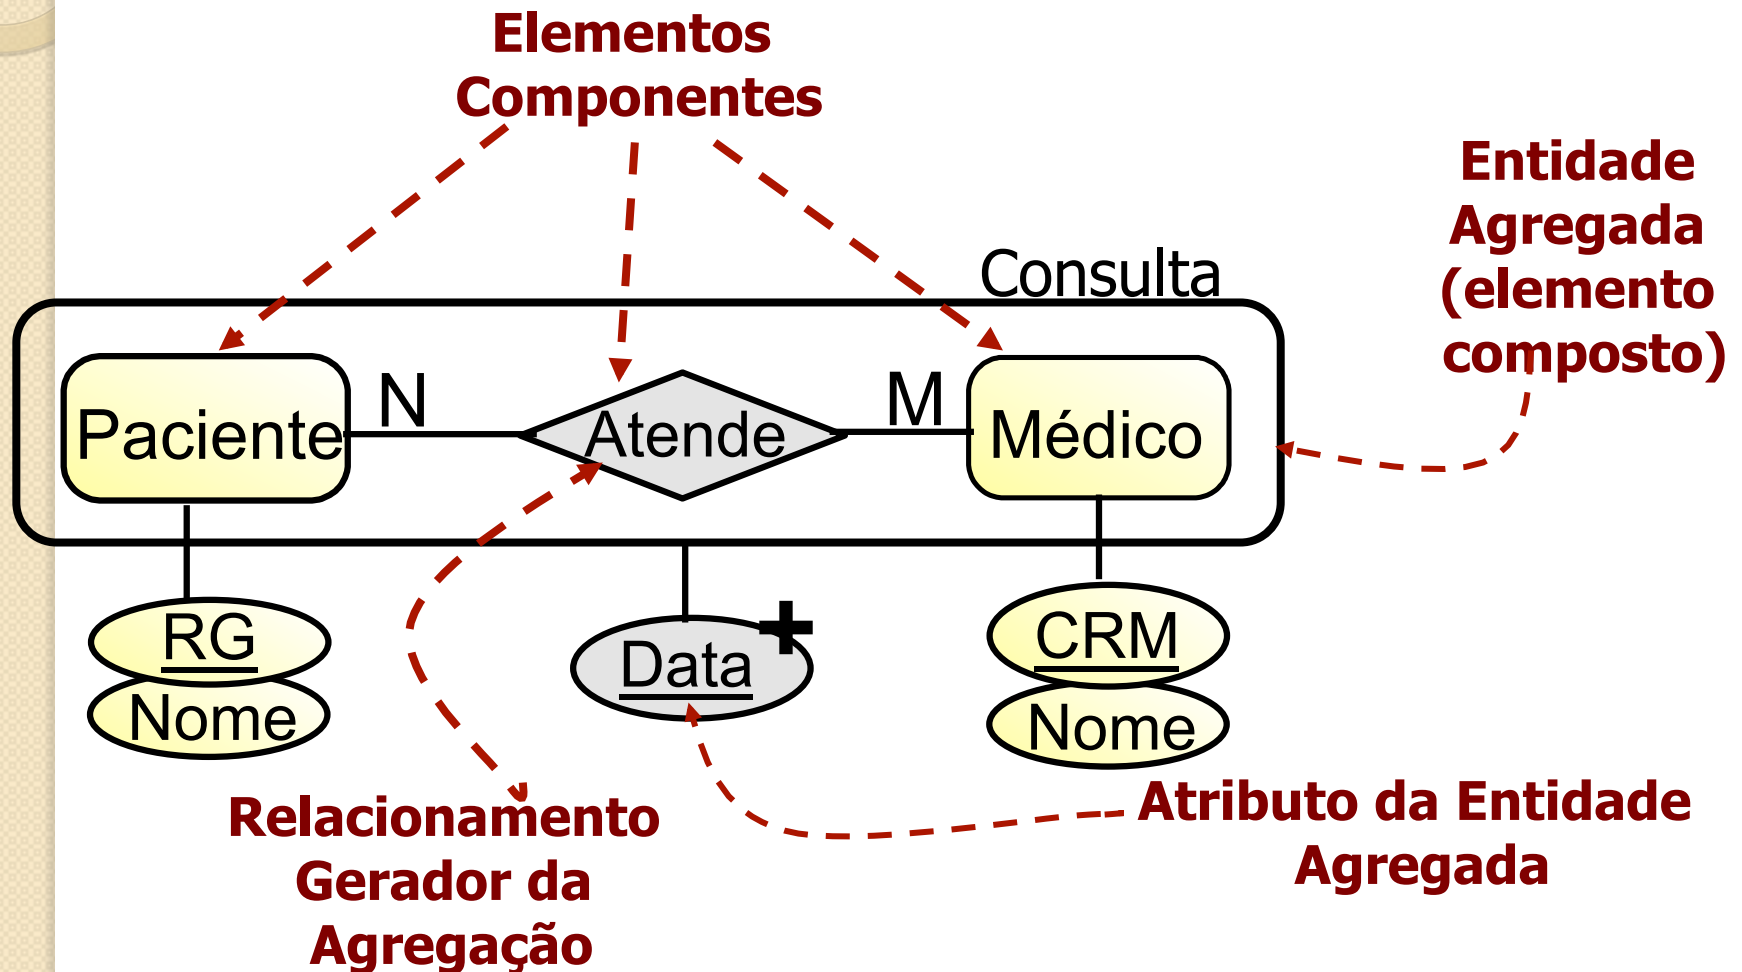 Elementos
Componentes
Entidade
Agregada
(elemento
composto)
Consulta
Paciente
N
Atende
M
Médico
RG
Nome
Data
+
CRM
Nome
Relacionamento
Gerador da
Agregação
Atributo da Entidade
Agregada